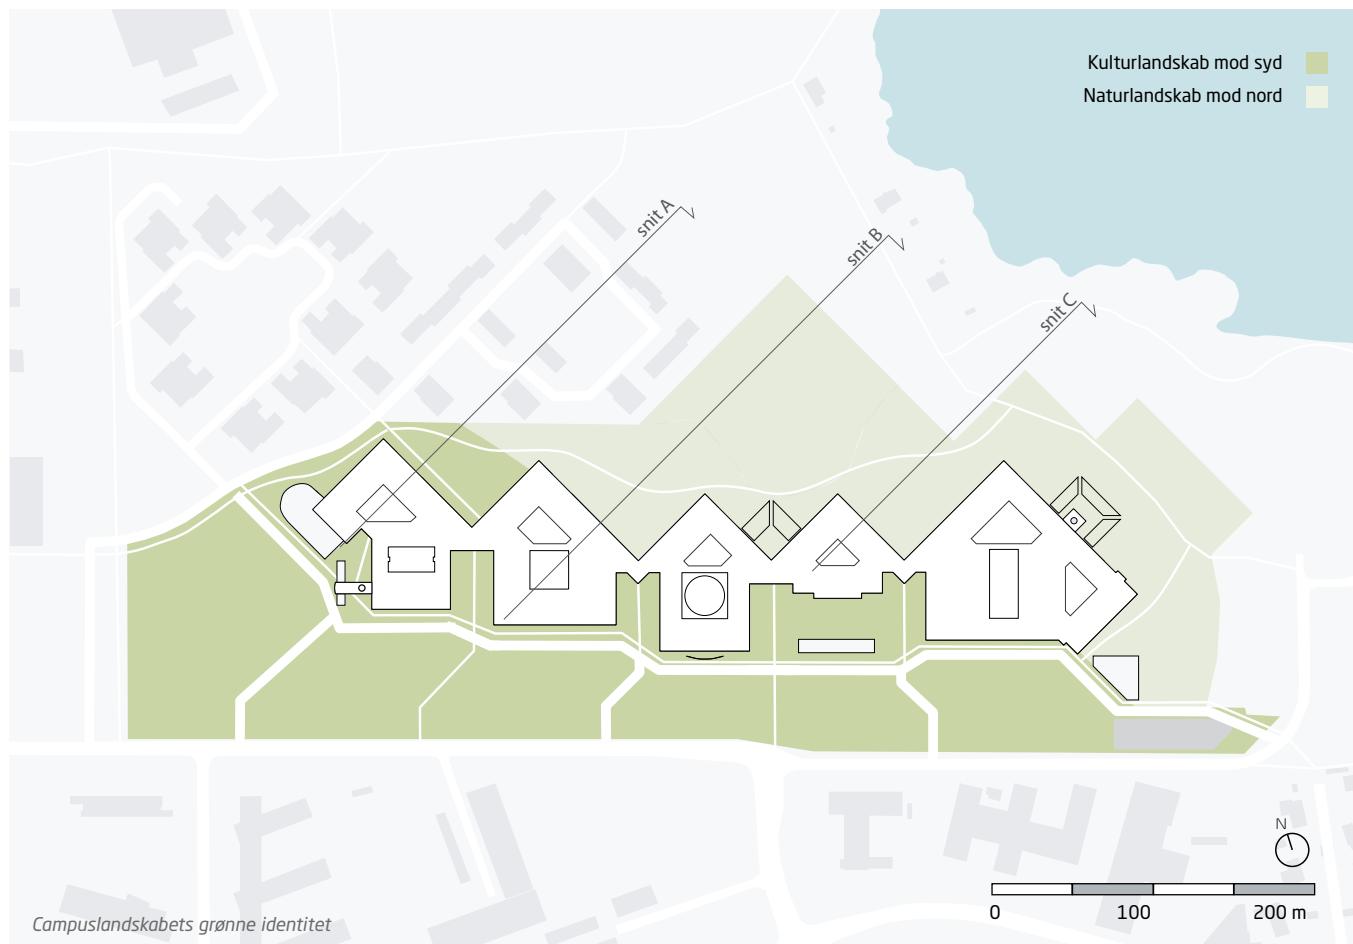 Kulturlandskab mod syd
Naturlandskab mod nord
snit A
snit B
snit C
N
0 100 200 m
Campuslandskabets grønne identitet